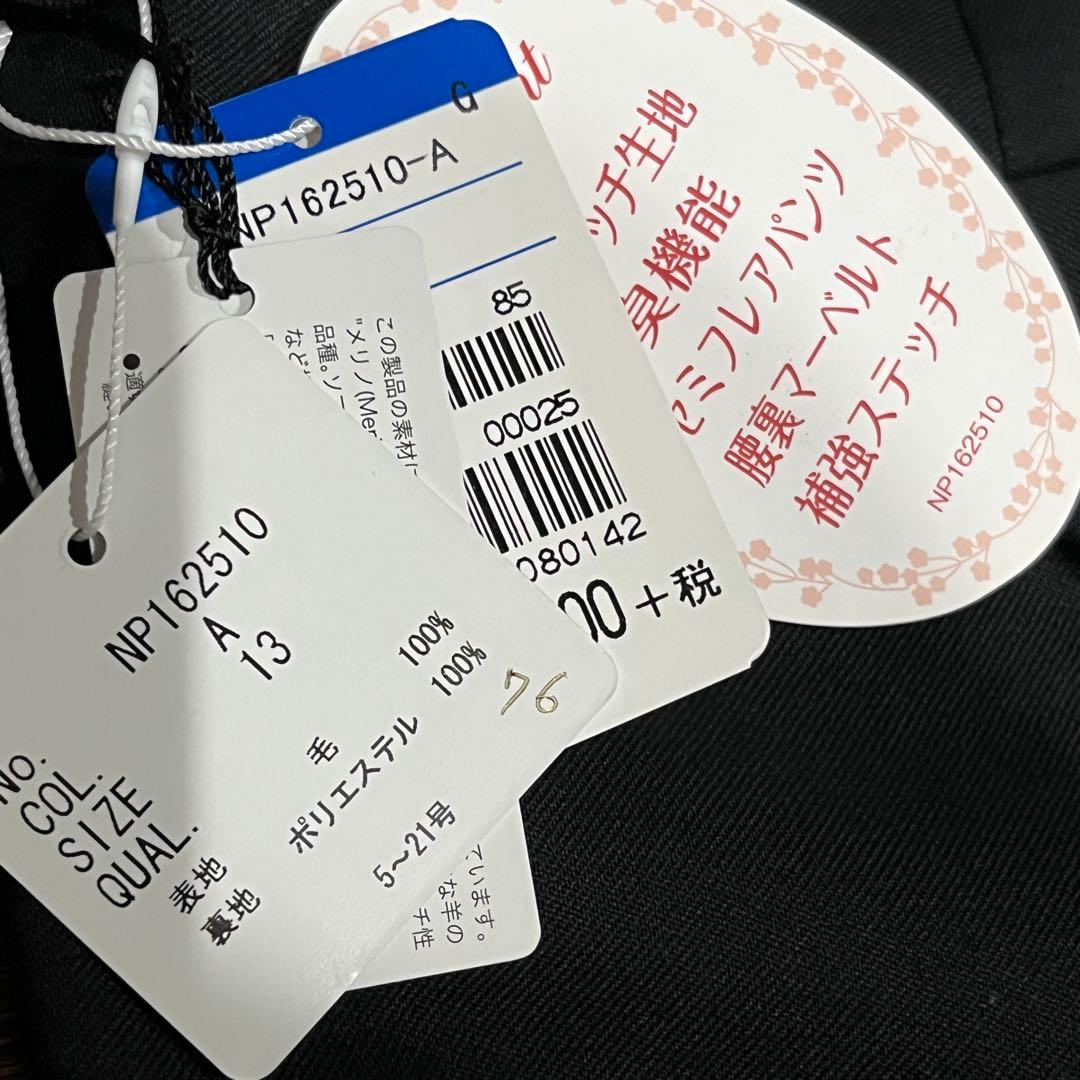 No. NP162510
COL. A
SIZE 13
QUAL.
表地 毛 100%
裏地 ポリエステル 100%
5〜21号
76
G
NP162510-A
85
00025
080142
00+税
この製品の素材に
"メリノ(Meri
品種。ソー
など
ています。
な羊の
チ性
ッチ生地
臭機能
セミフレアパンツ
腰裏マーベルト
補強ステッチ
NP162510